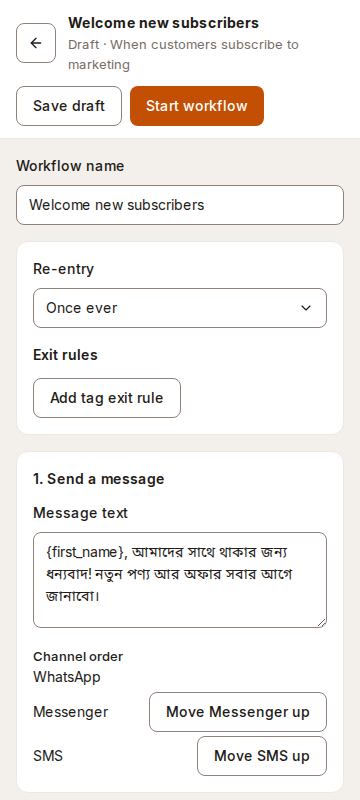 Welcome new subscribers
Draft · When customers subscribe to
marketing
Save draft
Start workflow
Workflow name
Welcome new subscribers
Re-entry
Once ever
Exit rules
Add tag exit rule
1. Send a message
Message text
{first_name}, আমাদের সাথে থাকার জন্য
ধন্যবাদ! নতুন পণ্য আর অফার সবার আগে
জানাবো।
Channel order
WhatsApp
Messenger
Move Messenger up
SMS
Move SMS up